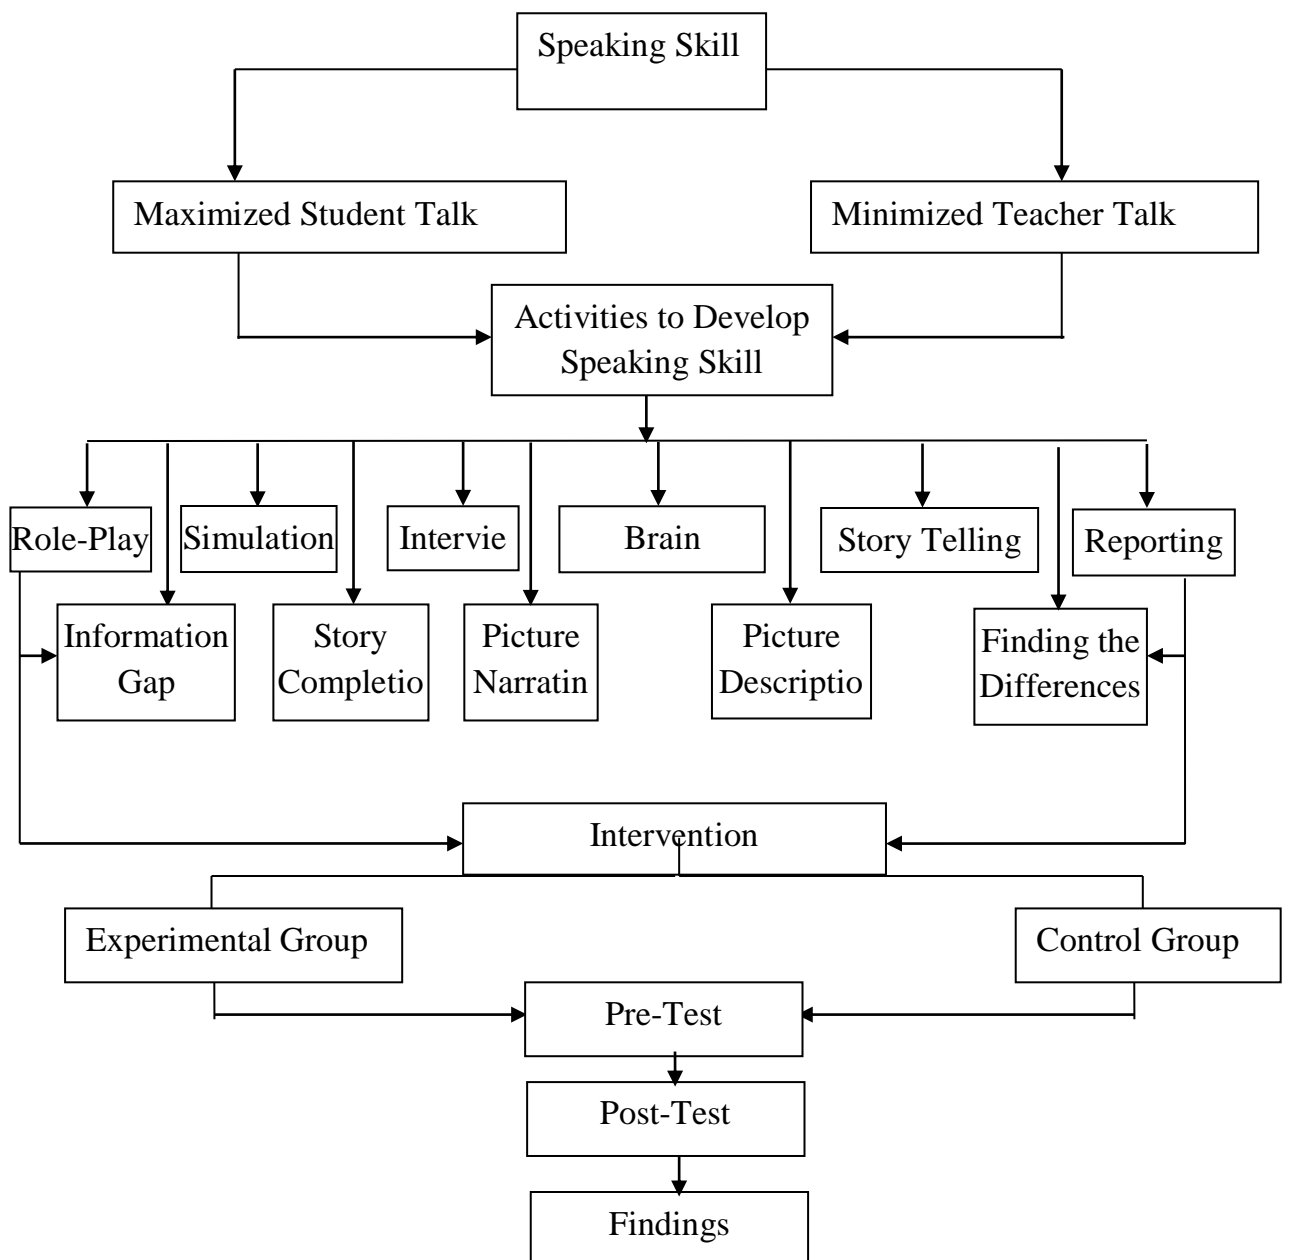 Speaking Skill
Maximized Student Talk
Minimized Teacher Talk
Activities to Develop
Speaking Skill
Role-Play
Simulation
Intervie
Brain
Story Telling
Reporting
Information
Gap
Story
Completio
Picture
Narratin
Picture
Descriptio
Finding the
Differences
Intervention
Experimental Group
Control Group
Pre-Test
Post-Test
Findings